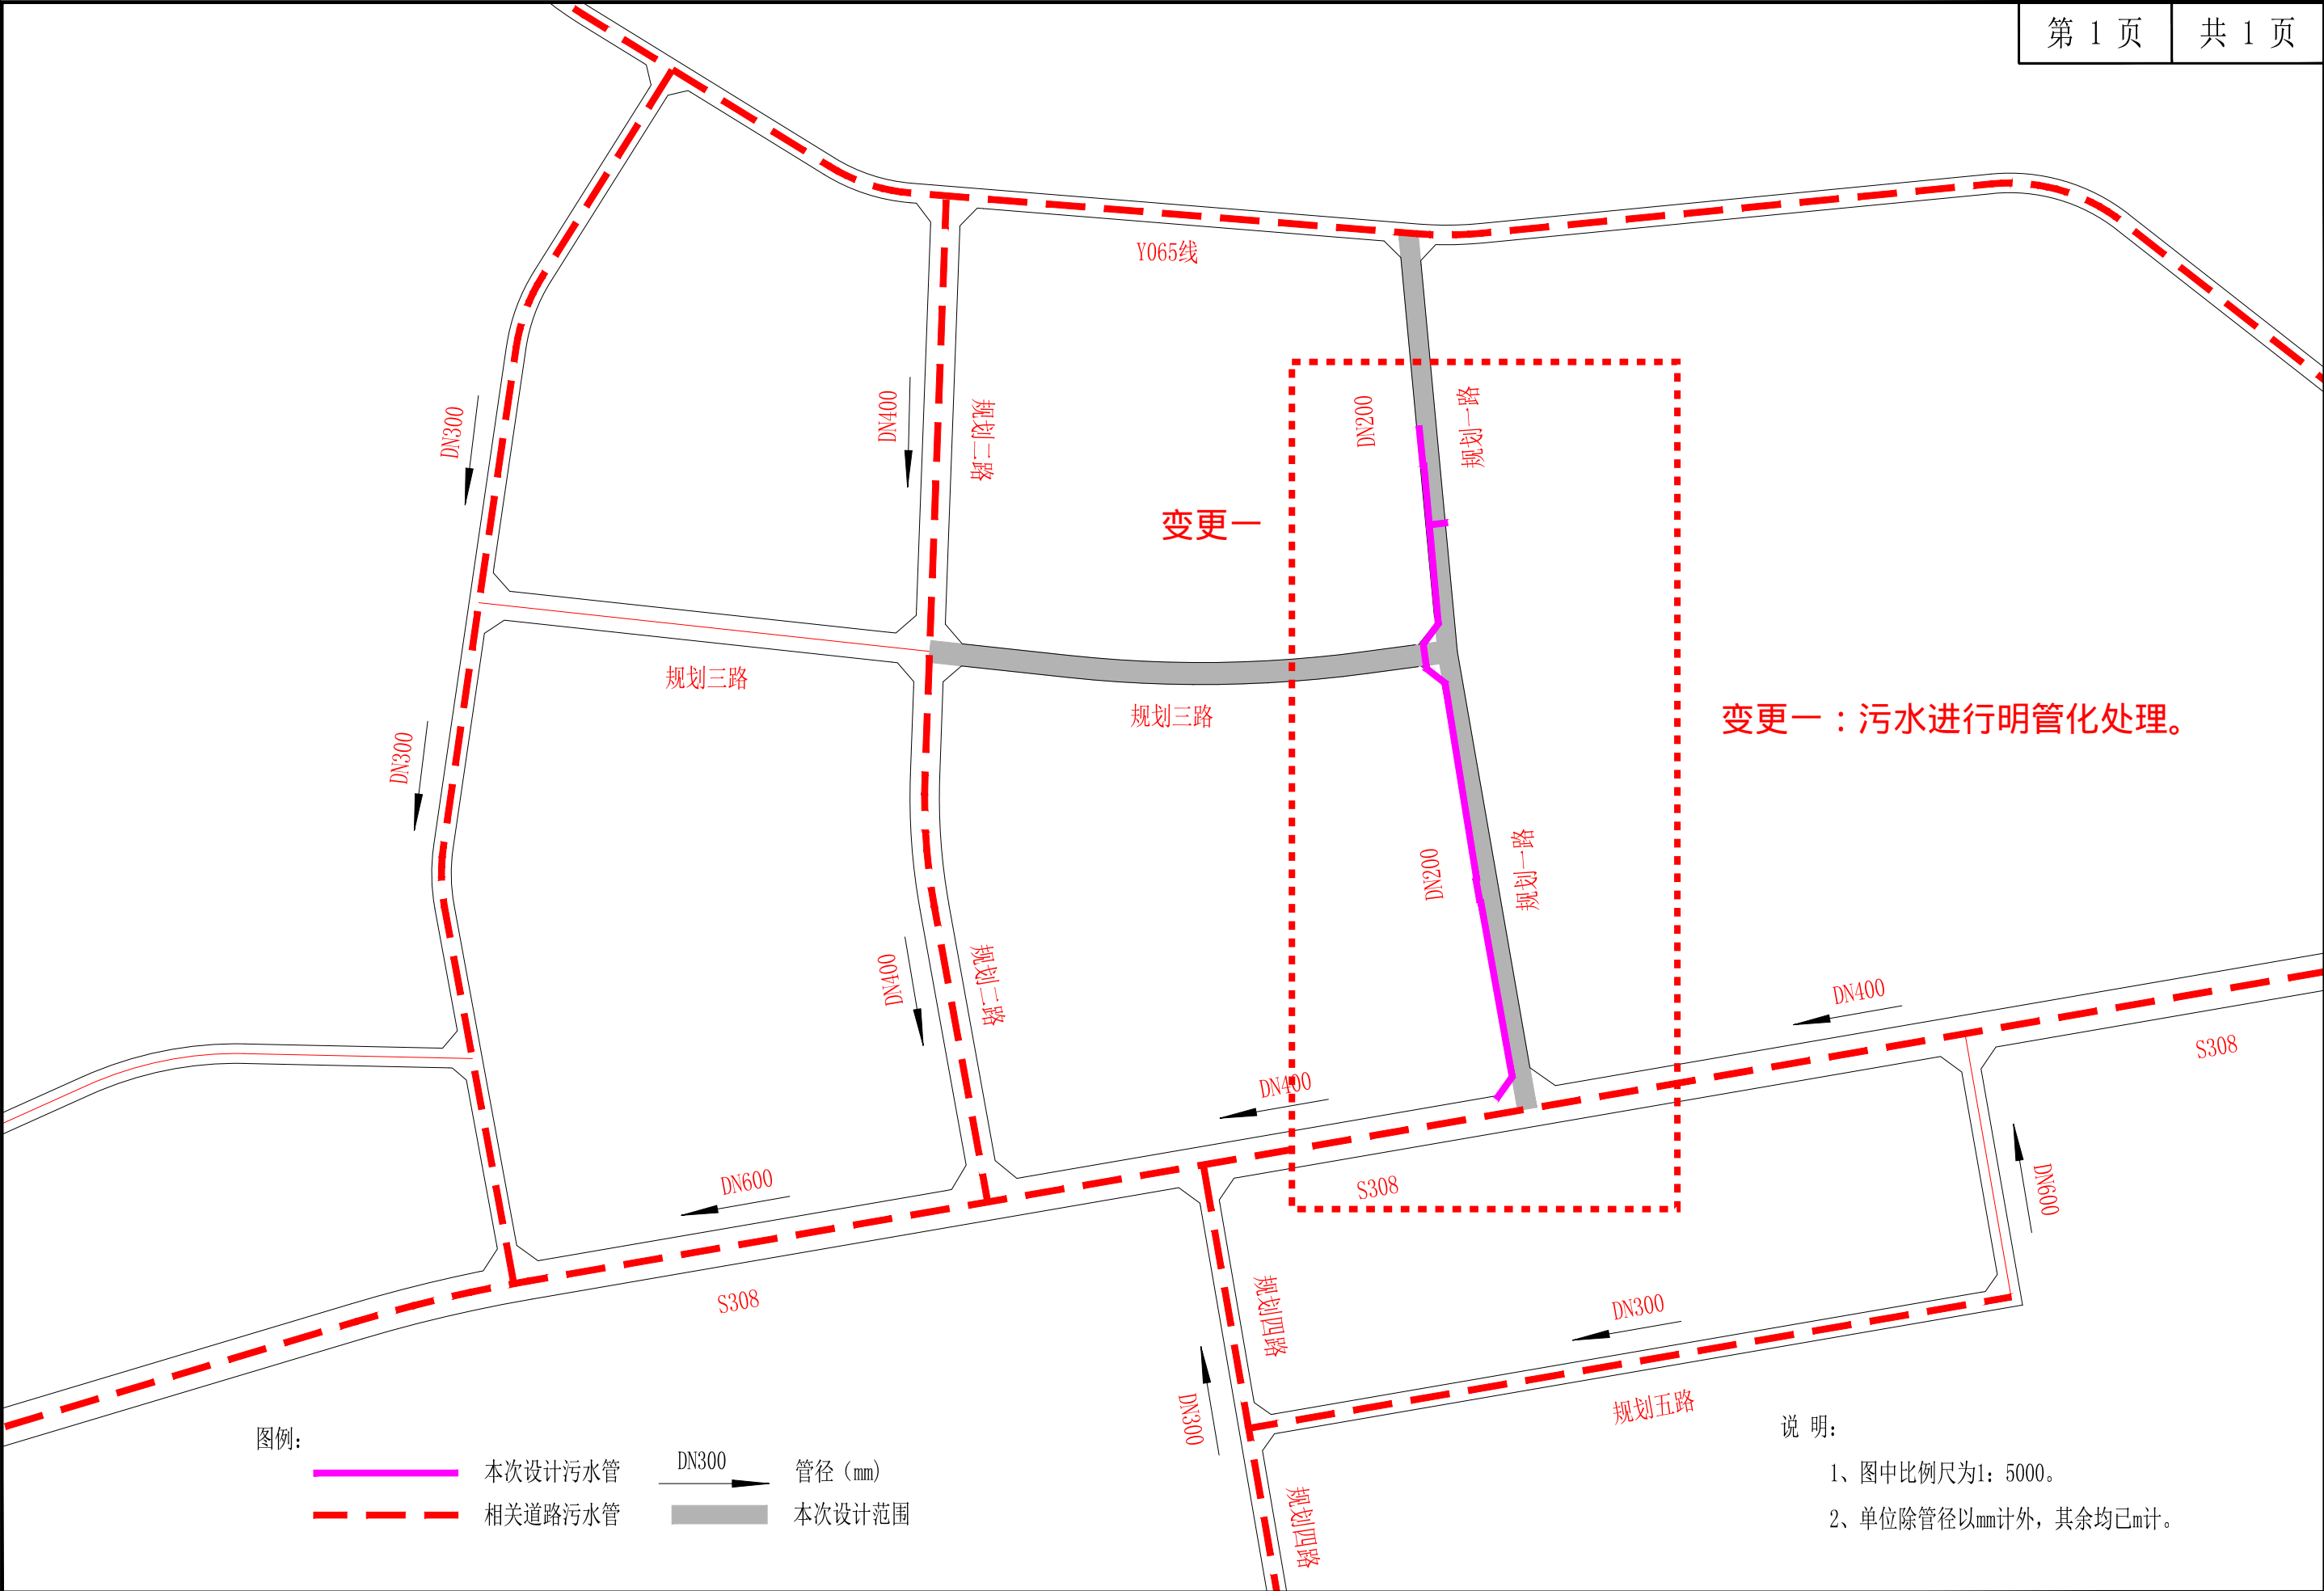 第 1 页 共 1 页
Y065线
DN300
DN400
规划二路
DN200
规划一路
变更一
规划三路
规划三路
变更一：污水进行明管化处理。
DN300
DN200
规划一路
DN400
规划二路
DN400
S308
DN400
DN600
S308
DN600
S308
规划四路
DN300
规划五路
DN300
规划四路
图例：
本次设计污水管
DN300
管径（mm）
相关道路污水管
本次设计范围
说 明：
1、图中比例尺为1：5000。
2、单位除管径以mm计外，其余均已m计。